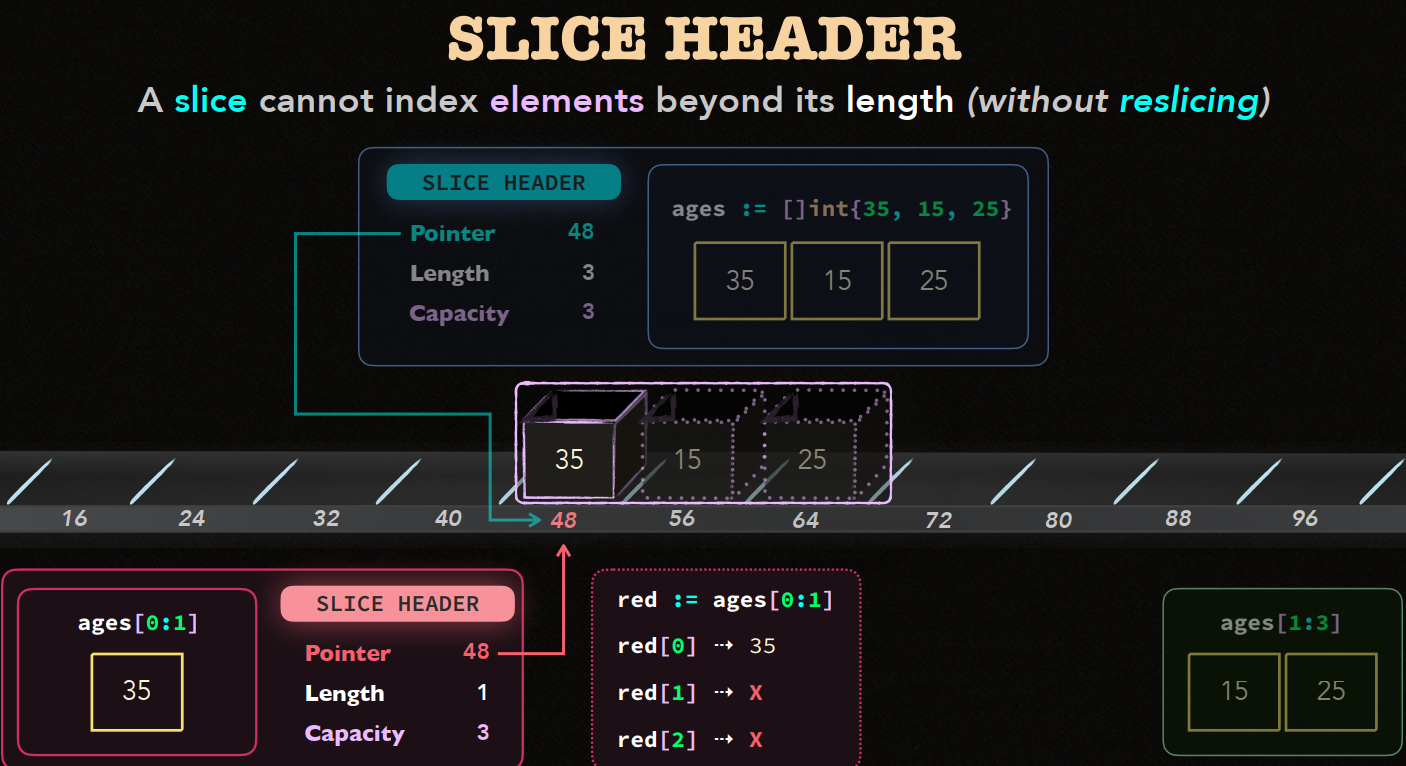 SLICE HEADER
A slice cannot index elements beyond its length (without reslicing)
SLICE HEADER
Pointer 48
Length 3
Capacity 3
ages := []int{35, 15, 25}
35 15 25
35 15 25
16 24 32 40 48 56 64 72 80 88 96
ages[0:1]
35
SLICE HEADER
Pointer 48
Length 1
Capacity 3
red := ages[0:1]
red[0] ⇢ 35
red[1] ⇢ X
red[2] ⇢ X
ages[1:3]
15 25